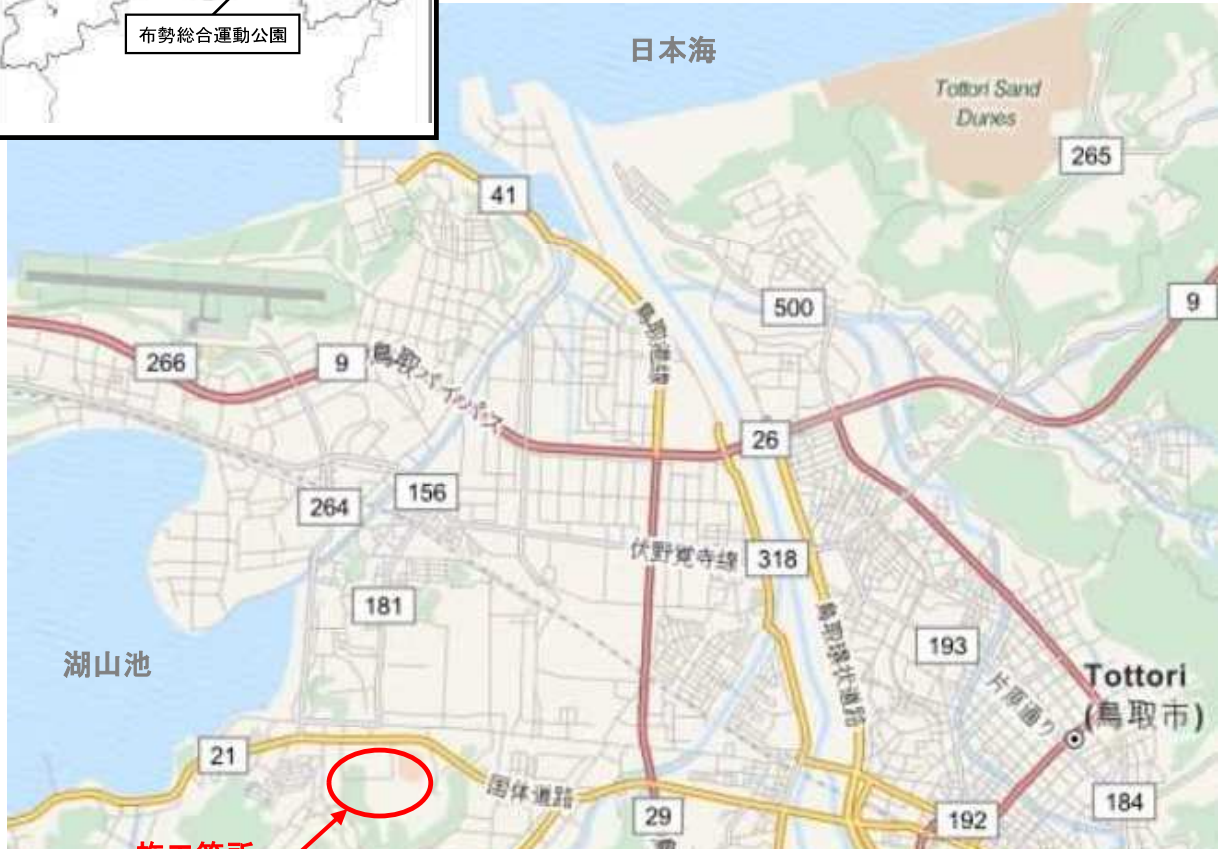 布勢総合運動公園
日本海
Tottori Sand
Dunes
265
41
500
9
266
9
鳥取バイパス
鳥取港線
26
264
156
伏野覚寺線
318
181
193
鳥取環状道路
湖山池
片原通り
Tottori
(鳥取市)
21
国体道路
29
192
184